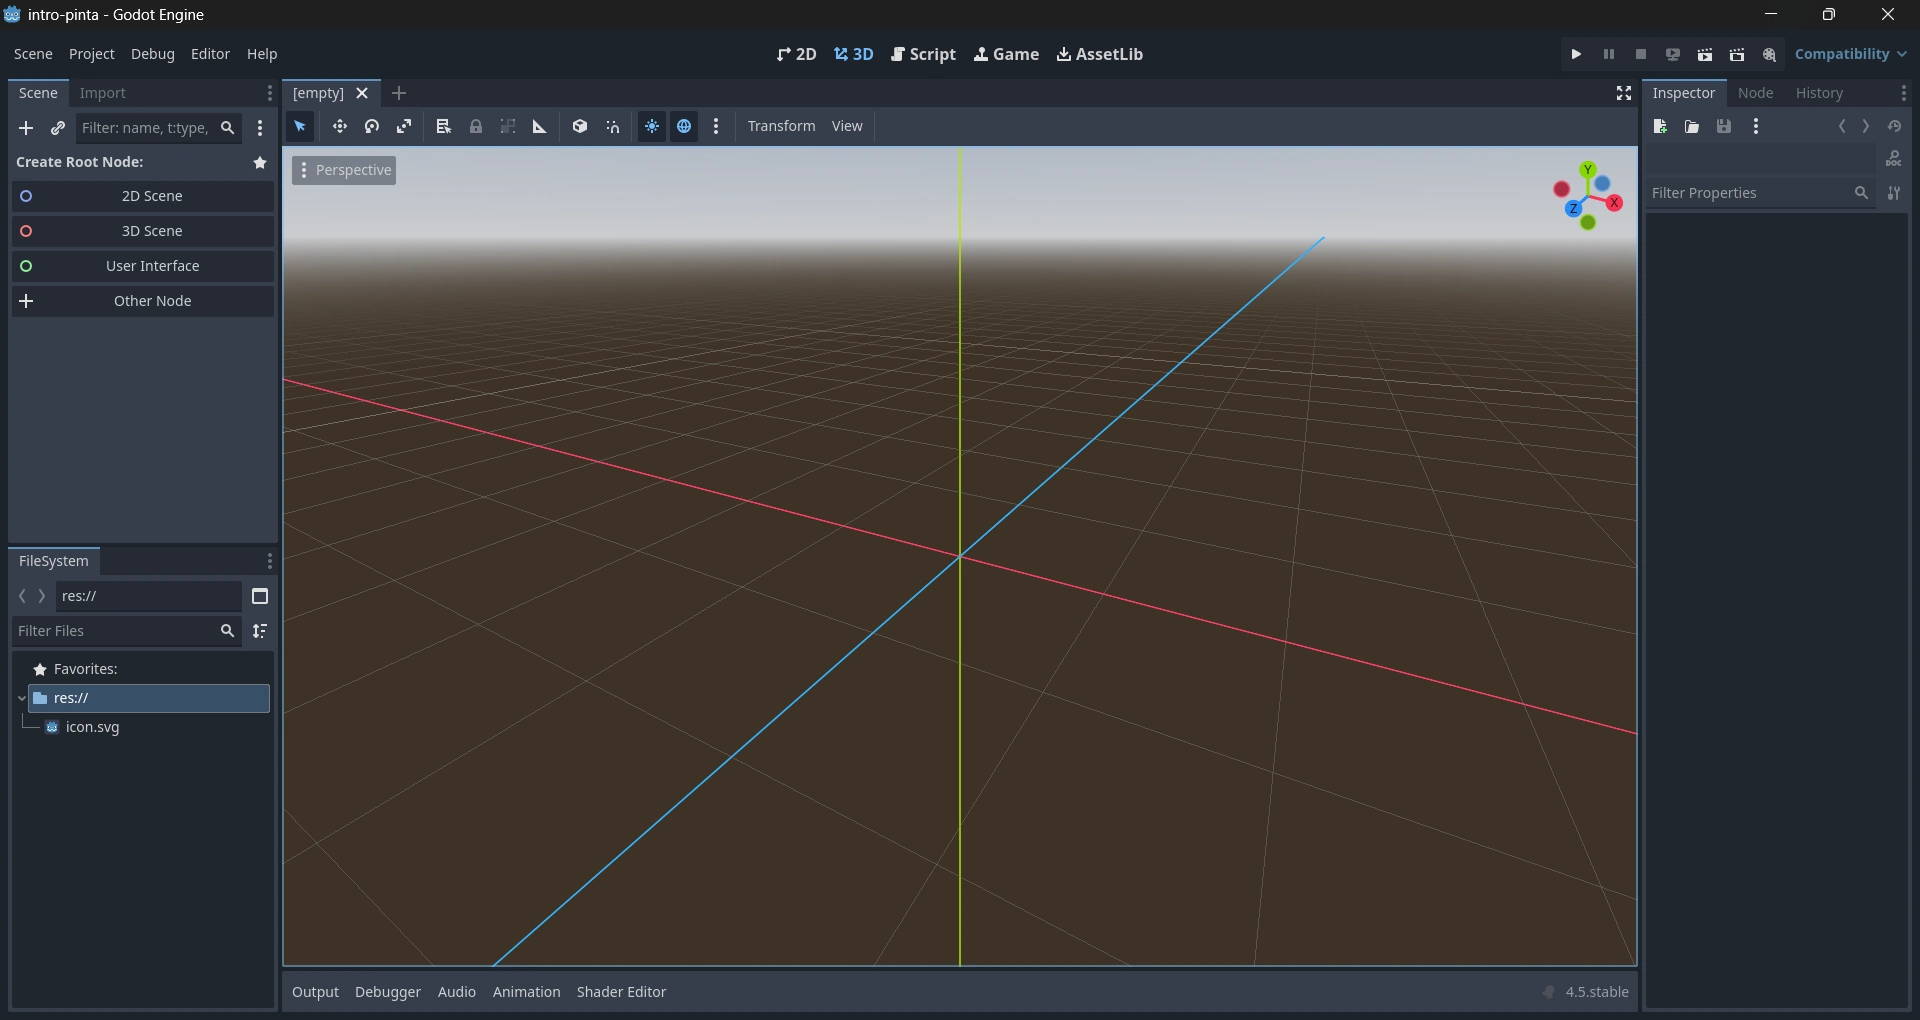 intro-pinta - Godot Engine
Scene Project Debug Editor Help
2D 3D Script Game AssetLib
Compatibility
Scene Import
Filter: name, t:type,
Create Root Node:
2D Scene
3D Scene
User Interface
Other Node
FileSystem
res://
Filter Files
Favorites:
res://
icon.svg
[empty]
Transform View
Perspective
Y
X
Z
Output Debugger Audio Animation Shader Editor
4.5.stable
Inspector Node History
DOC
Filter Properties